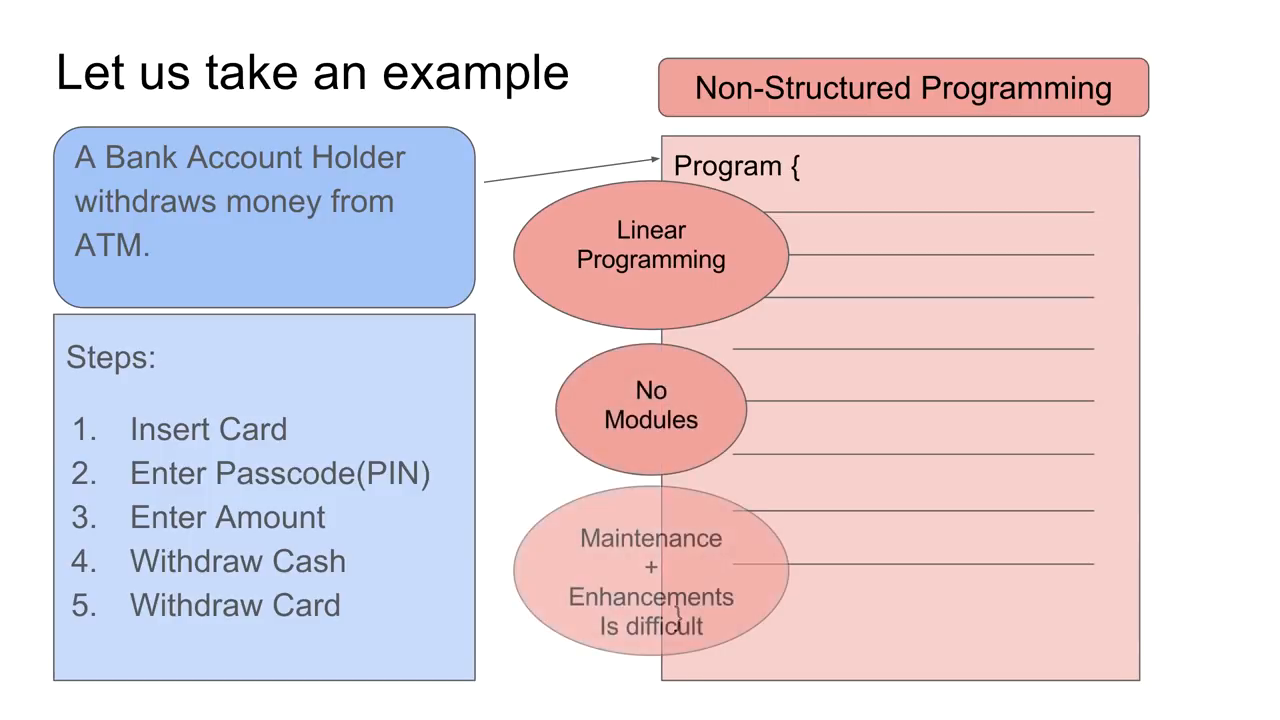 Let us take an example
A Bank Account Holder
withdraws money from
ATM.
Steps:
1. Insert Card
2. Enter Passcode(PIN)
3. Enter Amount
4. Withdraw Cash
5. Withdraw Card
Non-Structured Programming
Program {
Linear
Programming
No
Modules
Maintenance
+
Enhancements
Is difficult
}